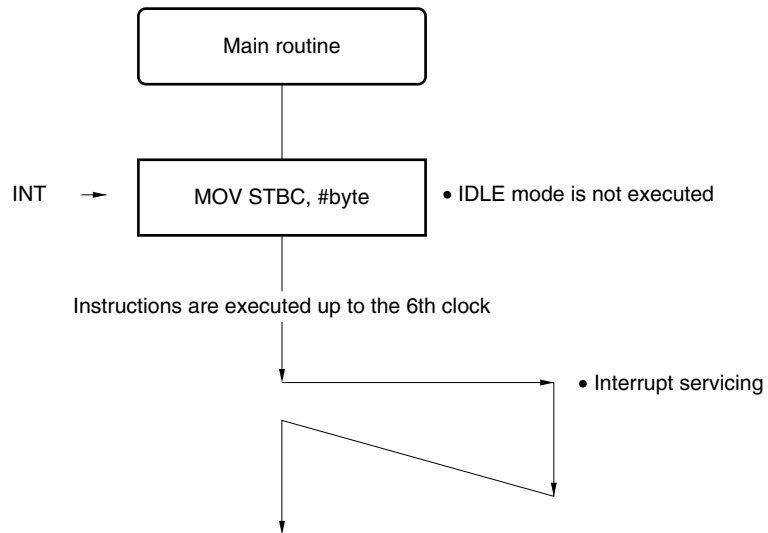 Main routine
INT
MOV STBC, #byte
• IDLE mode is not executed
Instructions are executed up to the 6th clock
• Interrupt servicing